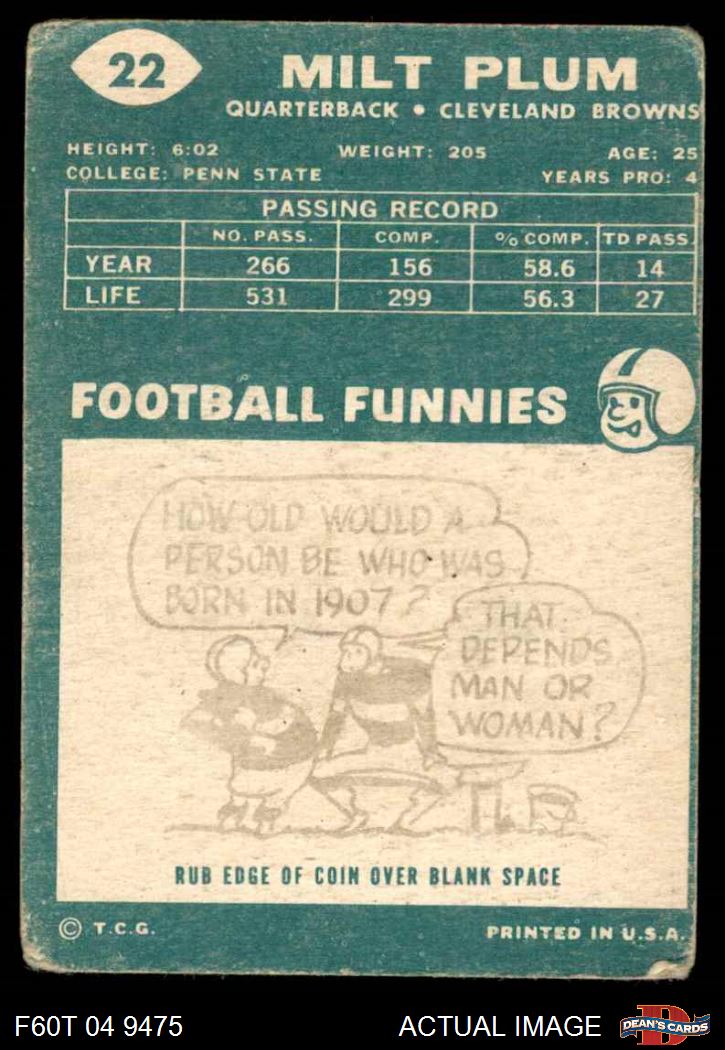 22
MILT PLUM
QUARTERBACK • CLEVELAND BROWNS
HEIGHT: 6:02 WEIGHT: 205 AGE: 25
COLLEGE: PENN STATE YEARS PRO: 4
PASSING RECORD
NO. PASS. COMP. % COMP. TD PASS.
YEAR 266 156 58.6 14
LIFE 531 299 56.3 27
FOOTBALL FUNNIES
HOW OLD WOULD A
PERSON BE WHO WAS
BORN IN 1907?
THAT
DEPENDS
MAN OR
WOMAN?
RUB EDGE OF COIN OVER BLANK SPACE
© T.C.G. PRINTED IN U.S.A.
F60T 04 9475 ACTUAL IMAGE
D
DEAN'S CARDS